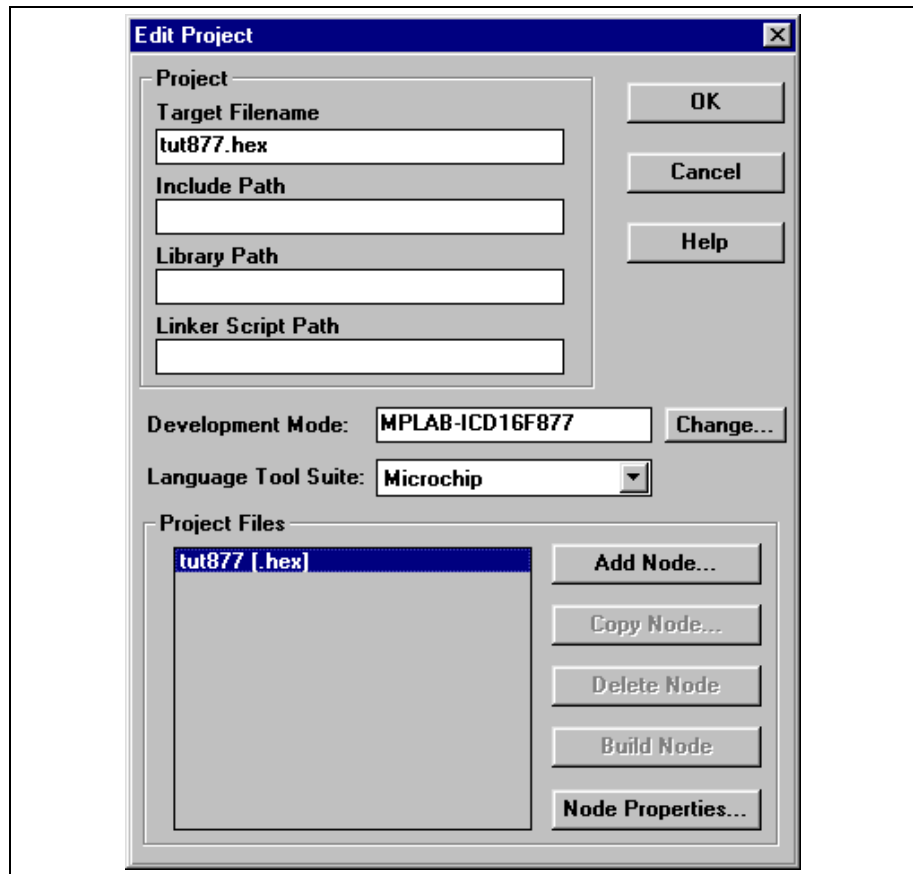 Edit Project
Project
Target Filename
tut877.hex
Include Path
Library Path
Linker Script Path
OK
Cancel
Help
Development Mode: MPLAB-ICD16F877 Change...
Language Tool Suite: Microchip
Project Files
tut877 [.hex]
Add Node...
Copy Node...
Delete Node
Build Node
Node Properties...